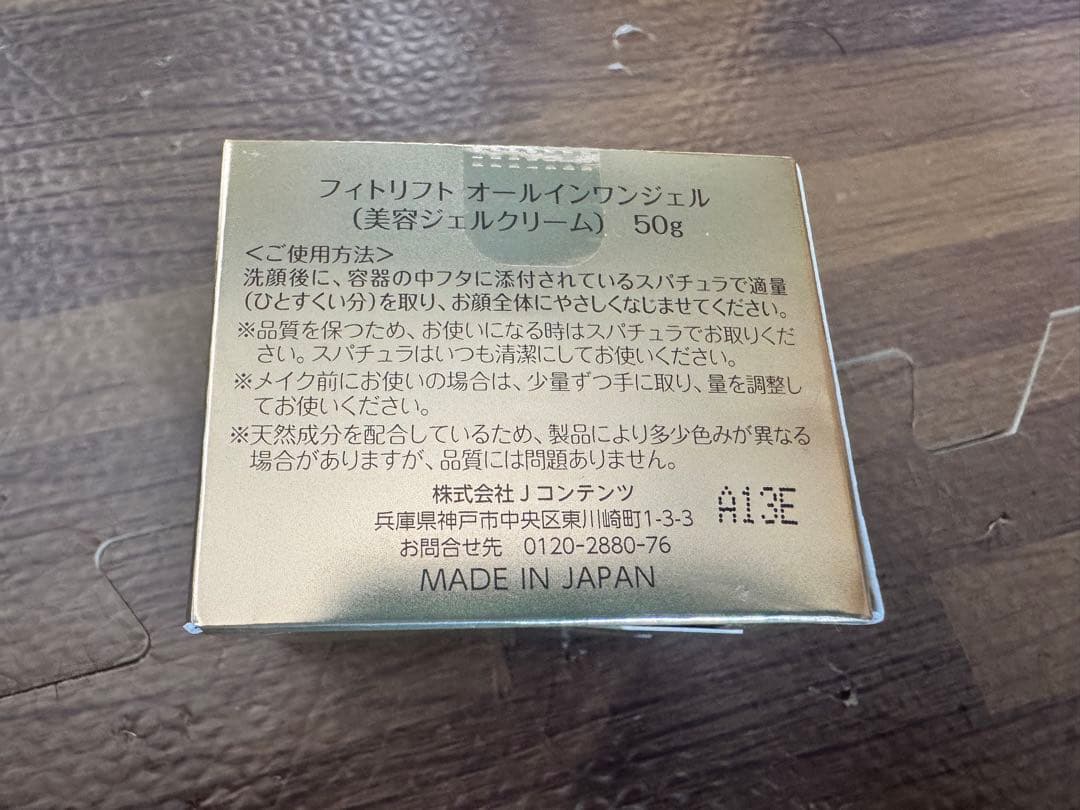 フィトリフト オールインワンジェル
(美容ジェルクリーム) 50g
<ご使用方法>
洗顔後に、容器の中フタに添付されているスパチュラで適量
(ひとすくい分)を取り、お顔全体にやさしくなじませてください。
※品質を保つため、お使いになる時はスパチュラでお取りくだ
さい。スパチュラはいつも清潔にしてお使いください。
※メイク前にお使いの場合は、少量ずつ手に取り、量を調整し
てお使いください。
※天然成分を配合しているため、製品により多少色みが異なる
場合がありますが、品質には問題ありません。
株式会社Jコンテンツ
兵庫県神戸市中央区東川崎町1-3-3
A13E
お問合せ先 0120-2880-76
MADE IN JAPAN